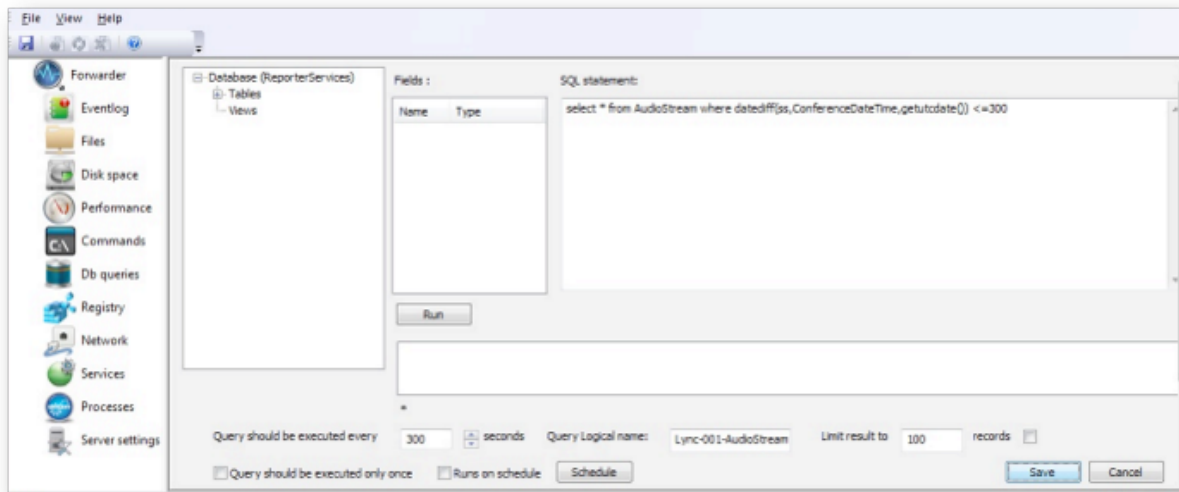 File View Help
Forwarder
Eventlog
Files
Disk space
Performance
Commands
Db queries
Registry
Network
Services
Processes
Server settings
Database (ReporterServices)
Tables
Views
Fields :
Name Type
SQL statement:
select * from AudioStream where datediff(ss,ConferenceDateTime,getutcdate()) <=300
Run
*
Query should be executed every 300 seconds Query Logical name: Lync-001-AudioStream Limit result to 100 records
Query should be executed only once Runs on schedule Schedule Save Cancel